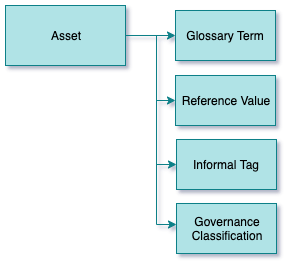 Asset
Glossary Term
Reference Value
Informal Tag
Governance
Classification